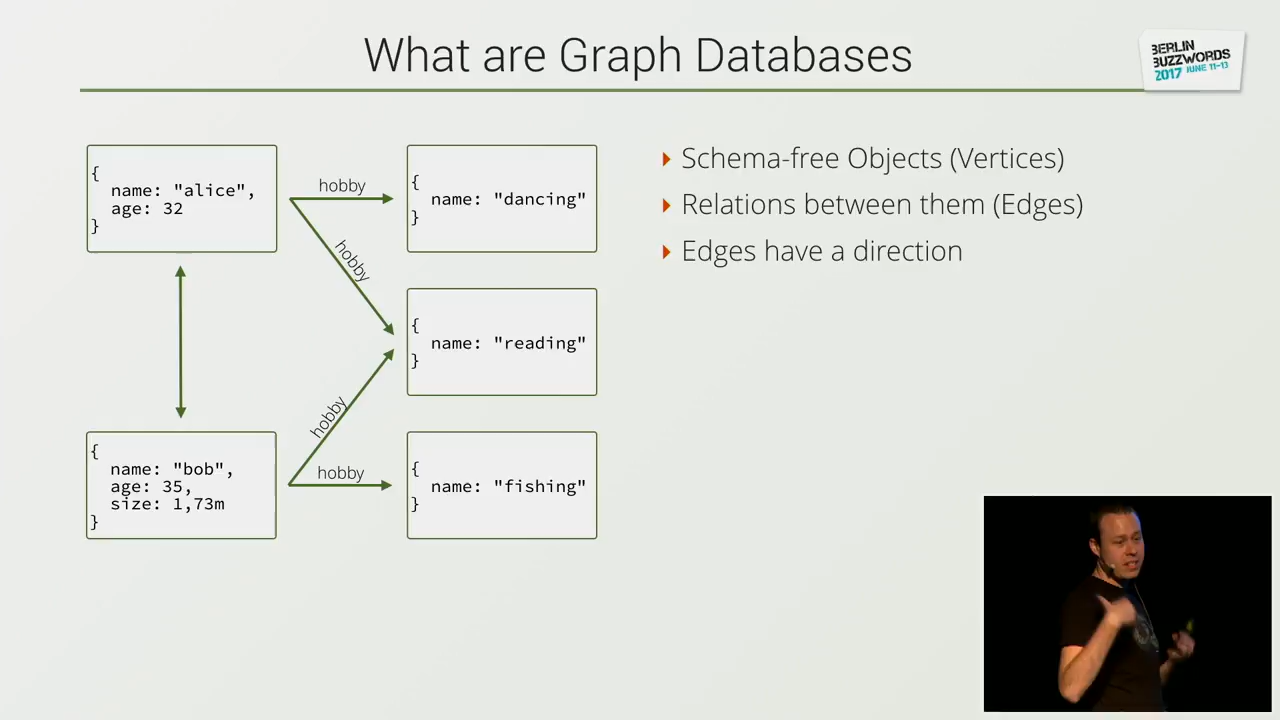 What are Graph Databases
BERLIN
BUZZWORDS
2017 JUNE 11-13
{
name: "alice",
age: 32
}
hobby
{
name: "dancing"
}
hobby
{
name: "reading"
}
hobby
{
name: "bob",
age: 35,
size: 1,73m
}
hobby
{
name: "fishing"
}
Schema-free Objects (Vertices)
Relations between them (Edges)
Edges have a direction